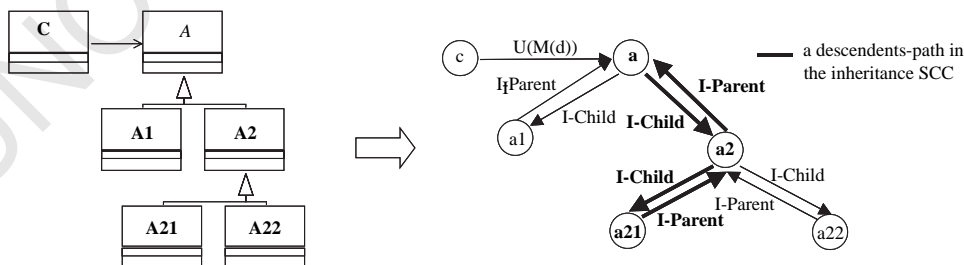 C
A
A1
A2
A21
A22
c
U(M(d))
a
I-Parent
I-Child
a1
I-Parent
I-Child
a2
I-Child
I-Parent
a21
I-Child
I-Parent
a22
a descendents-path in
the inheritance SCC